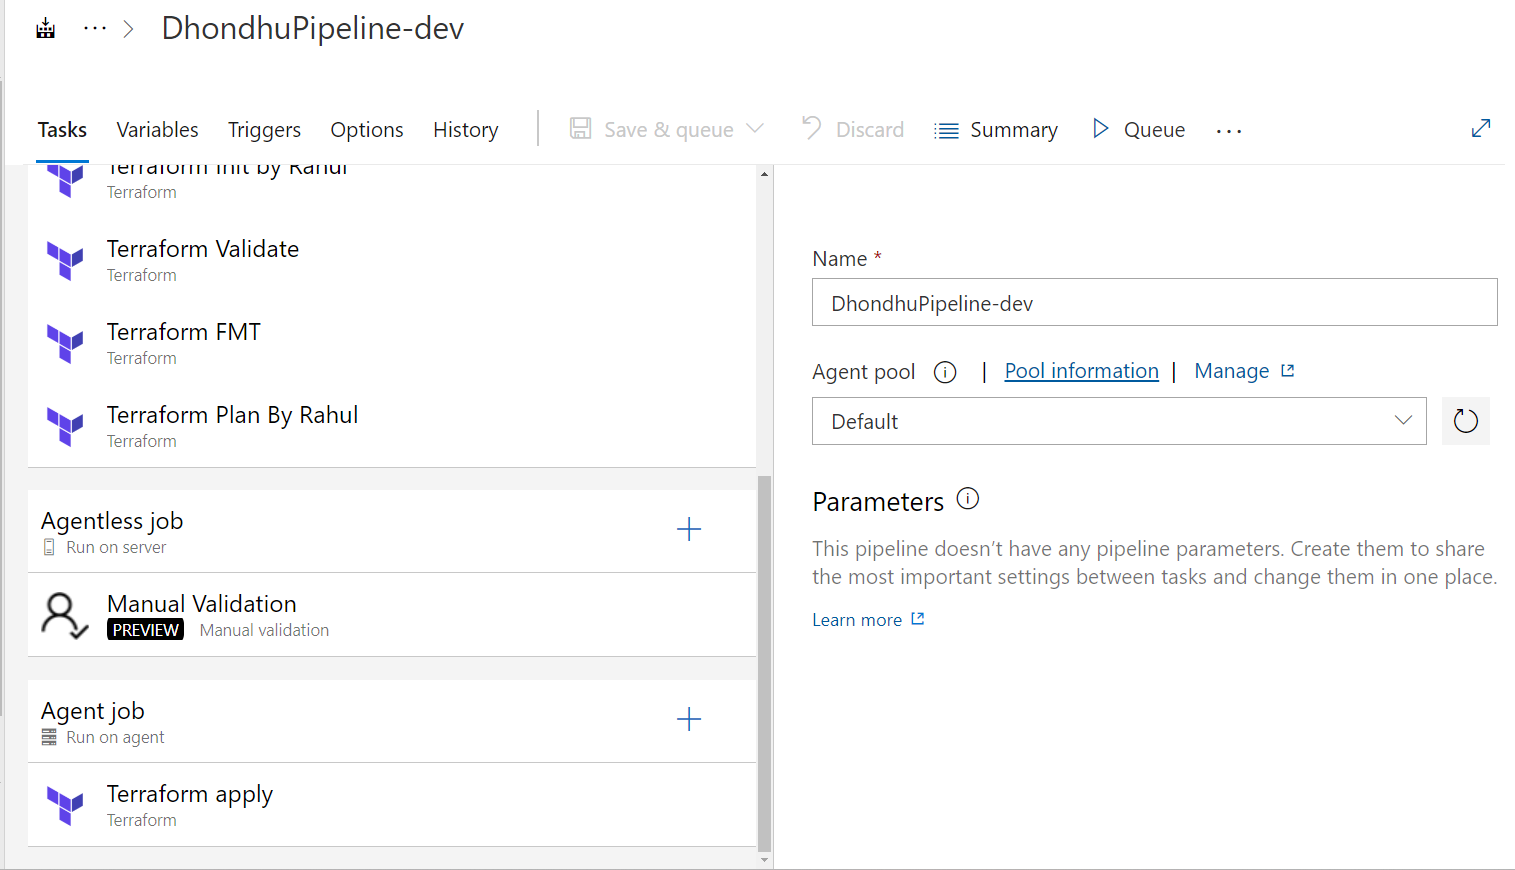 DhondhuPipeline-dev
Tasks Variables Triggers Options History Save & queue Discard Summary Queue
Terraform Init by Rahul
Terraform
Terraform Validate
Terraform
Terraform FMT
Terraform
Terraform Plan By Rahul
Terraform
Agentless job
Run on server
Manual Validation
PREVIEW Manual validation
Agent job
Run on agent
Terraform apply
Terraform
Name *
DhondhuPipeline-dev
Agent pool | Pool information | Manage
Default
Parameters
This pipeline doesn't have any pipeline parameters. Create them to share
the most important settings between tasks and change them in one place.
Learn more